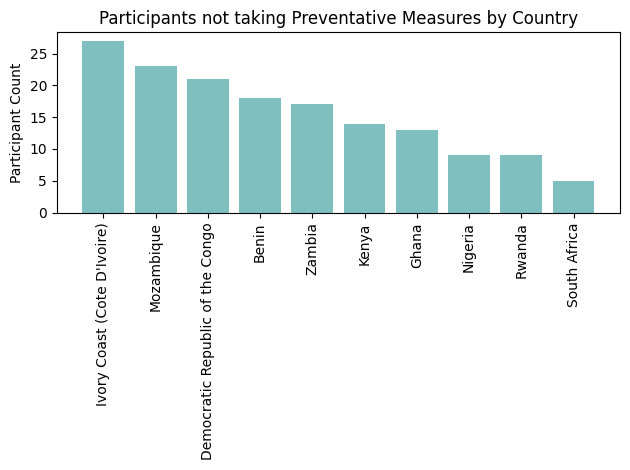 Participants not taking Preventative Measures by Country
Participant Count
25
20
15
10
5
0
Ivory Coast (Cote D'Ivoire)
Mozambique
Democratic Republic of the Congo
Benin
Zambia
Kenya
Ghana
Nigeria
Rwanda
South Africa